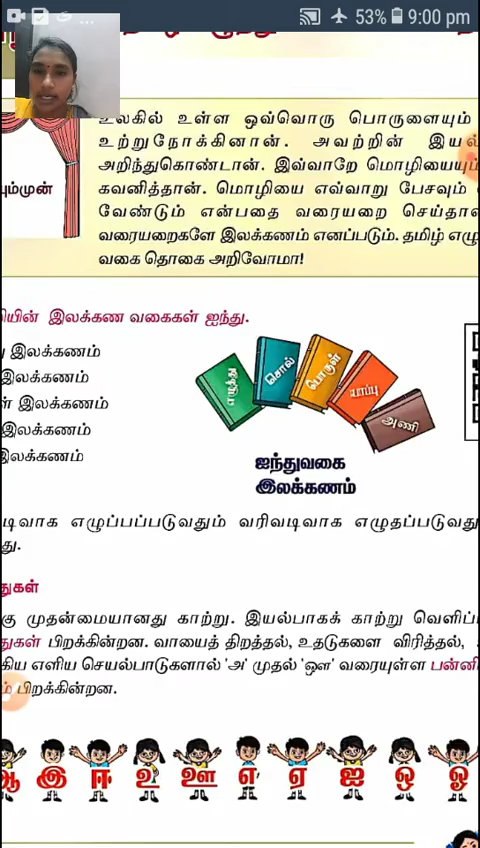 53% 9:00 pm
உலகில் உள்ள ஒவ்வொரு பொருளையும்
உற்றுநோக்கினான். அவற்றின் இயல்
அறிந்துகொண்டான். இவ்வாறே மொழியையும்
கவனித்தான். மொழியை எவ்வாறு பேசவும்
வேண்டும் என்பதை வரையறை
வரையறைகளே இலக்கணம் எனப்படும். தமிழ் எழு
வகை தொகை அறிவோமா!
யும்முன்
யின் இலக்கண வகைகள் ஐந்து.
இலக்கணம்
இலக்கணம்
இலக்கணம்
இலக்கணம்
இலக்கணம்
எழுத்து
சொல்
பொருள்
யாப்பு
அணி
ஐந்துவகை
இலக்கணம்
டிவாக எழுப்பப்படுவதும் வரிவடிவாக எழுதப்படுவது
து.
துகள்
கு முதன்மையானது காற்று. இயல்பாகக் காற்று வெளிப்
துகள் பிறக்கின்றன. வாயைத் திறத்தல், உதடுகளை விரித்தல்,
கிய எளிய செயல்பாடுகளால் 'அ' முதல் 'ஔ' வரையுள்ள பன்னி
பிறக்கின்றன.
ஆ இ ஈ உ ஊ எ ஏ ஐ ஒ ஓ